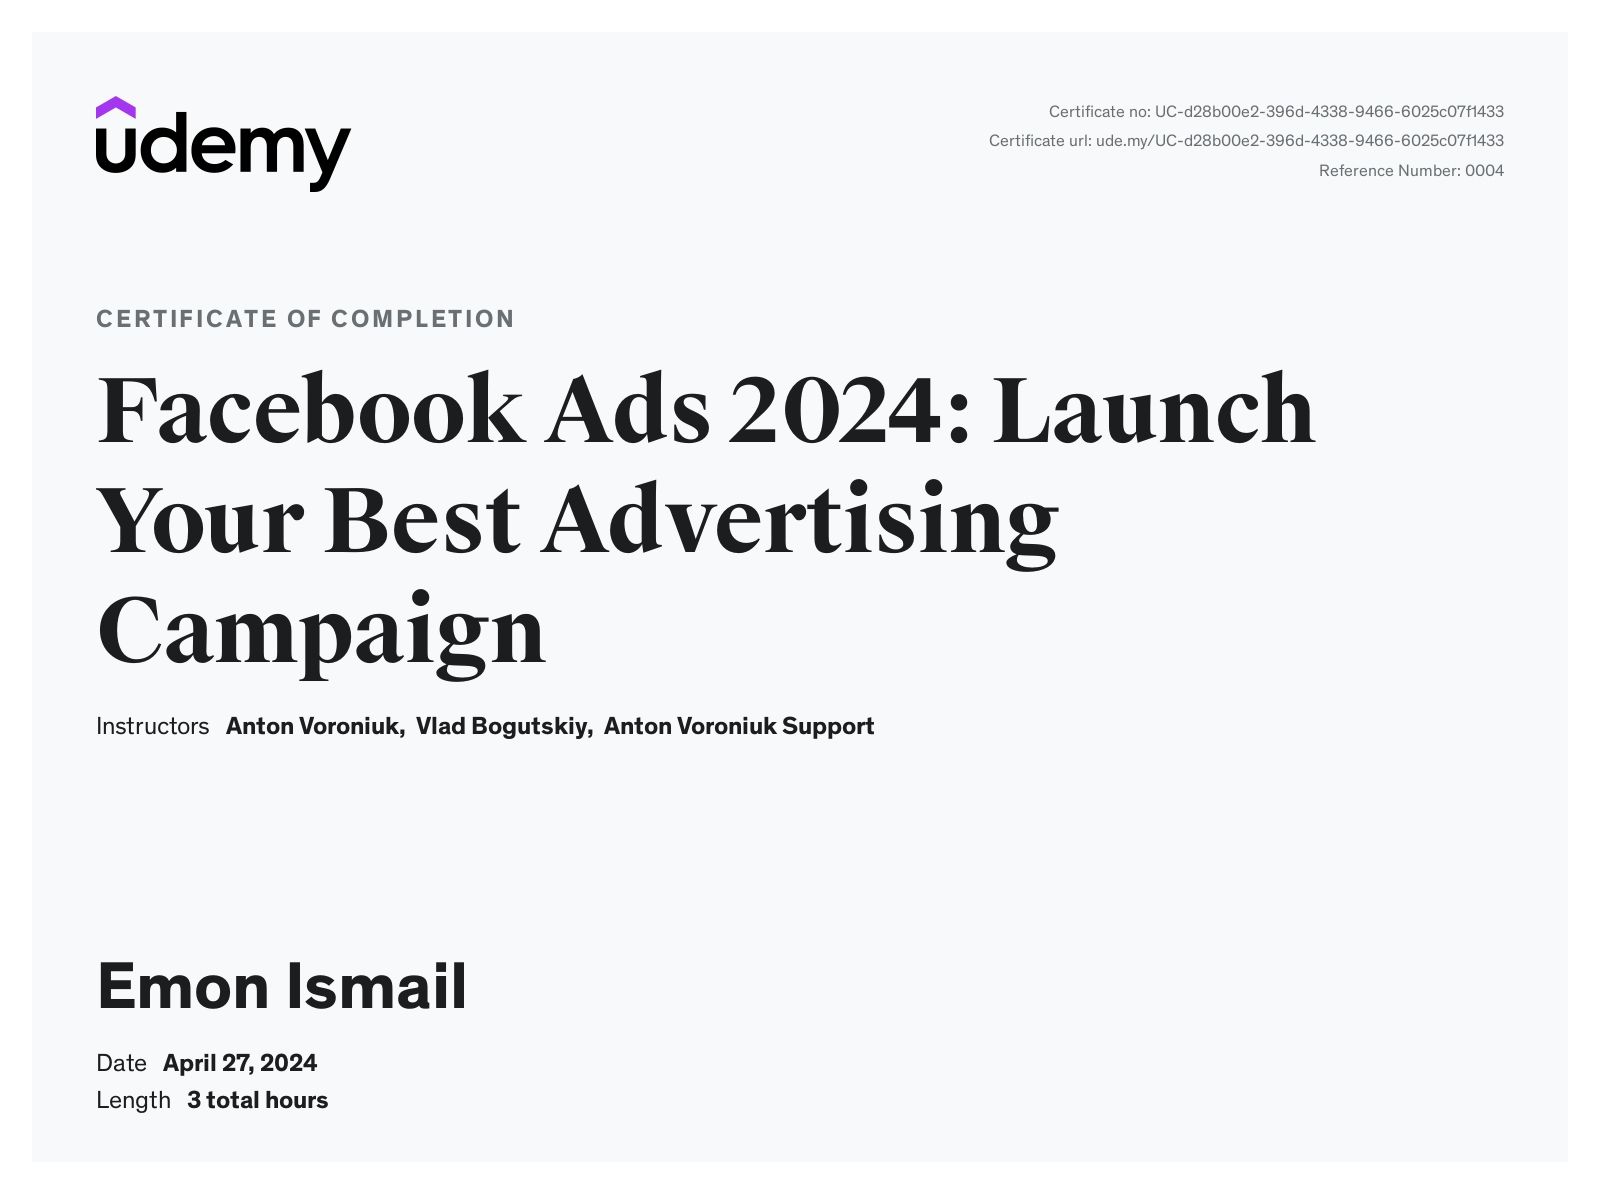 udemy
Certificate no: UC-d28b00e2-396d-4338-9466-6025c07f1433
Certificate url: ude.my/UC-d28b00e2-396d-4338-9466-6025c07f1433
Reference Number: 0004
CERTIFICATE OF COMPLETION
Facebook Ads 2024: Launch
Your Best Advertising
Campaign
Instructors Anton Voroniuk, Vlad Bogutskiy, Anton Voroniuk Support
Emon Ismail
Date April 27, 2024
Length 3 total hours